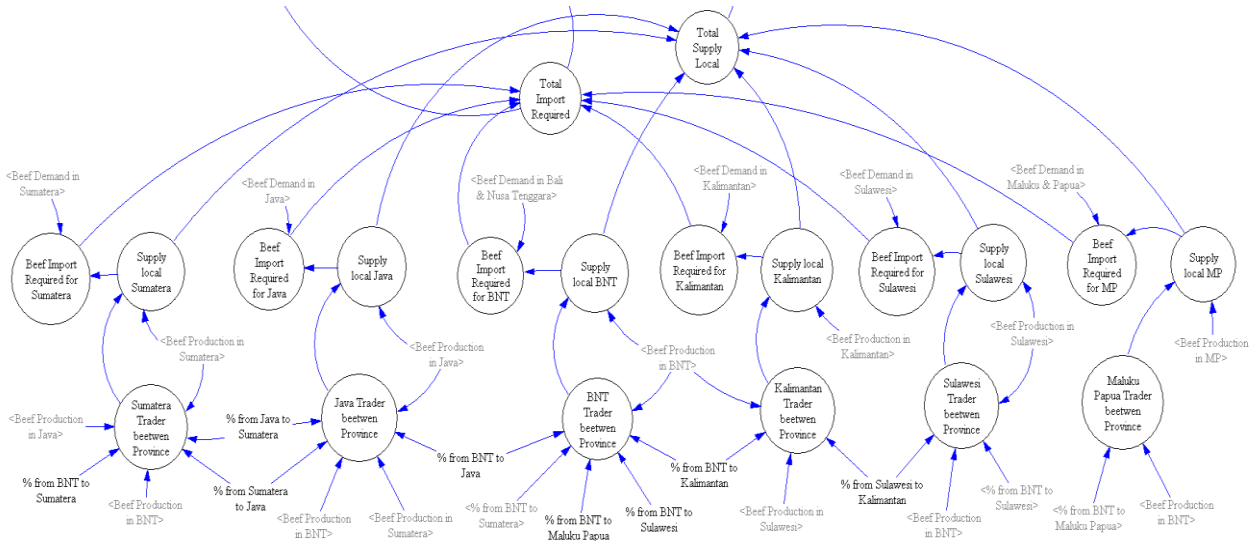 Total
Supply
Local
Total
Import
Required
<Beef Demand in
Sumatera>
<Beef Demand in
Java>
<Beef Demand in Bali
& Nusa Tenggara>
<Beef Demand in
Kalimantan>
<Beef Demand in
Sulawesi>
<Beef Demand in
Maluku & Papua>
Beef Import
Required for
Sumatera
Supply
local
Sumatera
Beef
Import
Required
for Java
Supply
local Java
Beef
Import
Required
for BNT
Supply
local BNT
Beef Import
Required for
Kalimantan
Supply local
Kalimantan
Beef Import
Required for
Sulawesi
Supply
local
Sulawesi
Beef
Import
Required
for MP
Supply
local MP
<Beef Production in
Sumatera>
<Beef Production
in Java>
<Beef Production
in BNT>
<Beef Production in
Kalimantan>
<Beef Production in
Sulawesi>
<Beef Production
in MP>
<Beef Production
in Java>
Sumatera
Trader
beetwen
Province
% from Java to
Sumatera
Java Trader
beetwen
Province
BNT
Trader
beetwen
Province
Kalimantan
Trader
beetwen
Province
Sulawesi
Trader
beetwen
Province
Maluku
Papua Trader
beetwen
Province
% from BNT to
Sumatera
<Beef Production
in BNT>
% from Sumatera
to Java
<Beef Production
in BNT>
<Beef Production in
Sumatera>
% from BNT to
Java
<% from BNT to
Sumatera>
% from BNT to
Maluku Papua
% from BNT to
Sulawesi
% from BNT to
Kalimantan
<Beef Production in
Sulawesi>
% from Sulawesi to
Kalimantan
<Beef Production
in BNT>
<% from BNT to
Sulawesi>
<% from BNT to
Maluku Papua>
<Beef Production
in BNT>